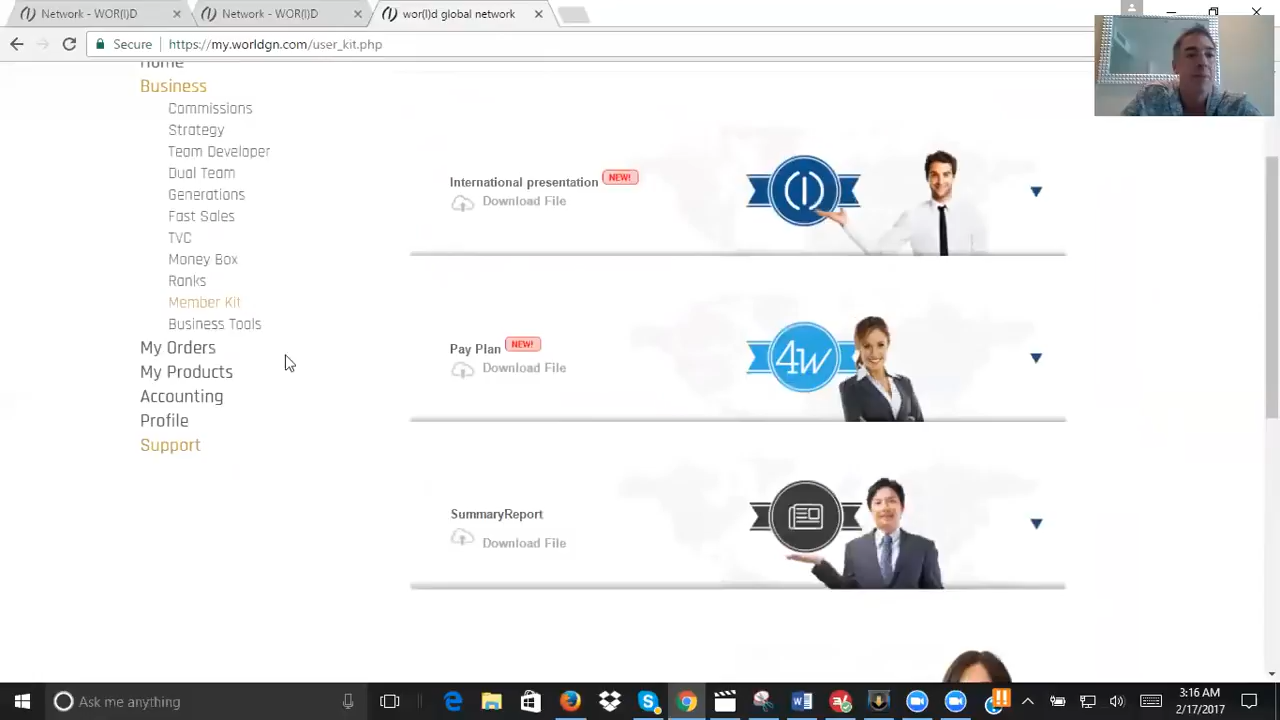 Network - WOR(I)D
Network - WOR(I)D
wor(l)d global network
Secure
https://my.worldgn.com/user_kit.php
Home
Business
Commissions
Strategy
Team Developer
Dual Team
Generations
Fast Sales
TVC
Money Box
Ranks
Member Kit
Business Tools
My Orders
My Products
Accounting
Profile
Support
International presentation NEW!
Download File
Pay Plan NEW!
Download File
4W
SummaryReport
Download File
Ask me anything
3:16 AM
2/17/2017